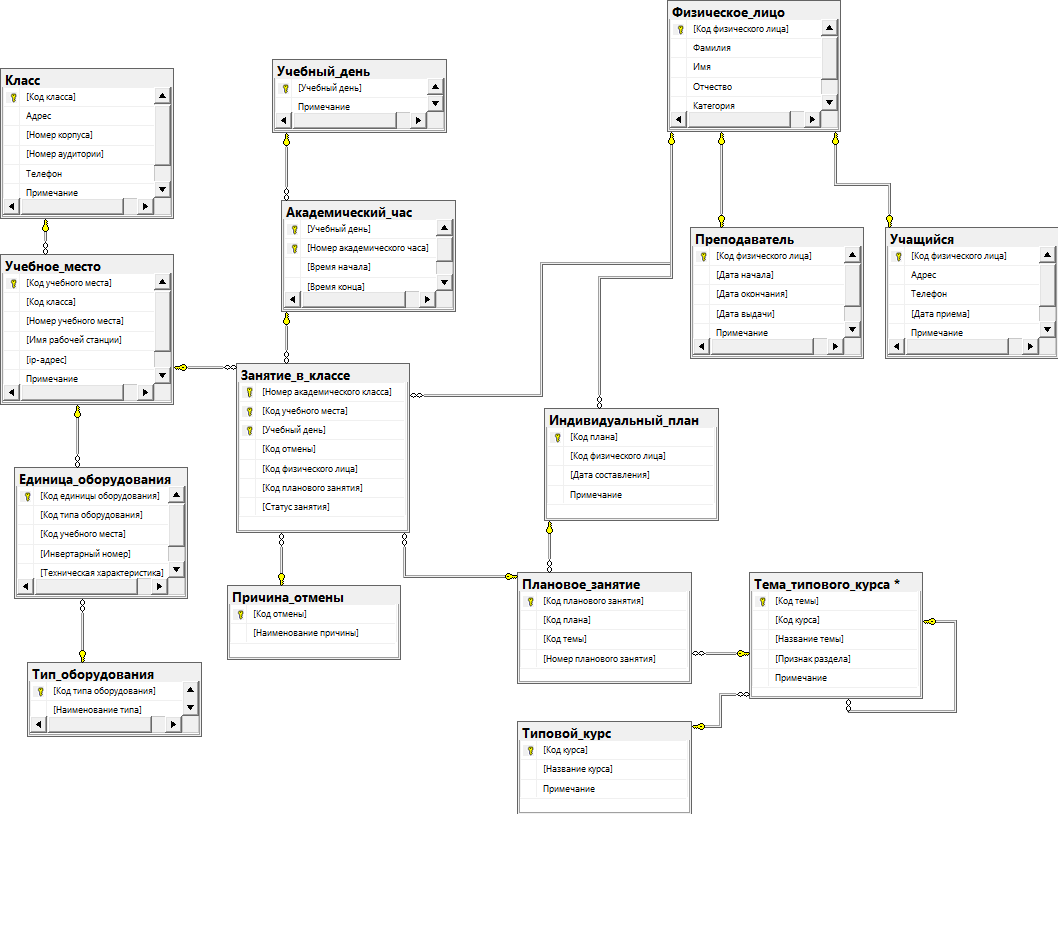 Физическое_лицо
[Код физического лица]
Фамилия
Имя
Отчество
Категория
Класс
[Код класса]
Адрес
[Номер корпуса]
[Номер аудитории]
Телефон
Примечание
Учебный_день
[Учебный день]
Примечание
Академический_час
[Учебный день]
[Номер академического часа]
[Время начала]
[Время конца]
Преподаватель
[Код физического лица]
[Дата начала]
[Дата окончания]
[Дата выдачи]
Примечание
Учащийся
[Код физического лица]
Адрес
Телефон
[Дата приема]
Примечание
Учебное_место
[Код учебного места]
[Код класса]
[Номер учебного места]
[Имя рабочей станции]
[ip-адрес]
Примечание
Занятие_в_классе
[Номер академического класса]
[Код учебного места]
[Учебный день]
[Код отмены]
[Код физического лица]
[Код планового занятия]
[Статус занятия]
Индивидуальный_план
[Код плана]
[Код физического лица]
[Дата составления]
Примечание
Единица_оборудования
[Код единицы оборудования]
[Код типа оборудования]
[Код учебного места]
[Инвертарный номер]
[Техническая характеристика]
Причина_отмены
[Код отмены]
[Наименование причины]
Плановое_занятие
[Код планового занятия]
[Код плана]
[Код темы]
[Номер планового занятия]
Тема_типового_курса *
[Код темы]
[Код курса]
[Название темы]
[Признак раздела]
Примечание
Тип_оборудования
[Код типа оборудования]
[Наименование типа]
Типовой_курс
[Код курса]
[Название курса]
Примечание